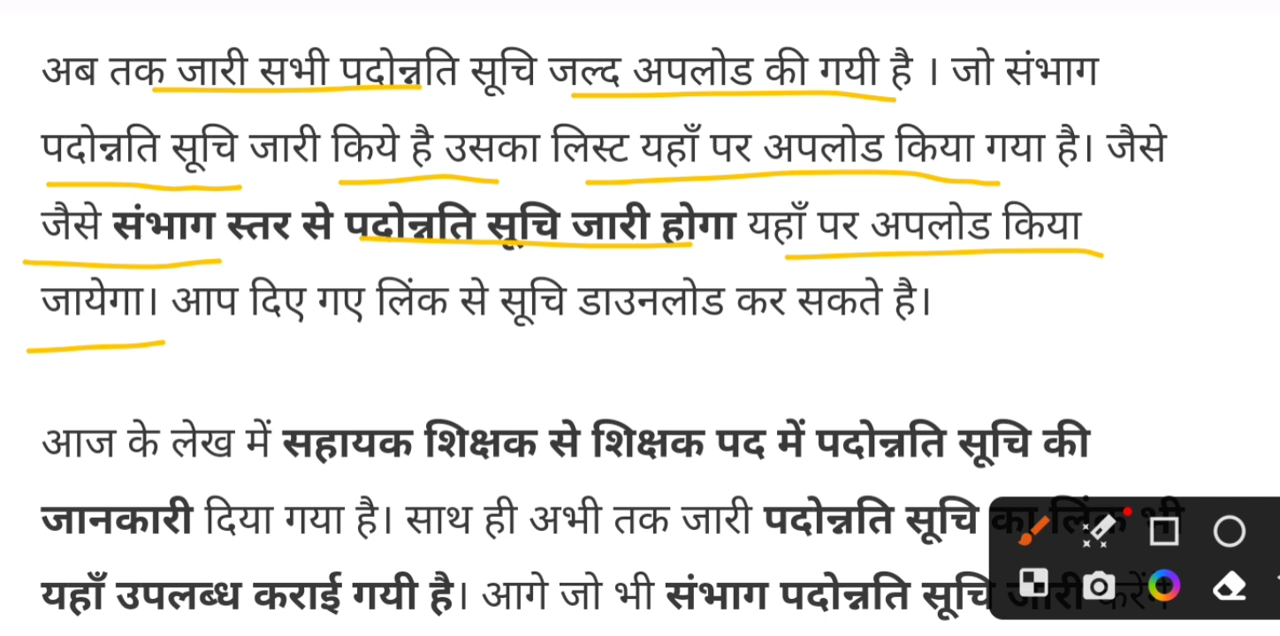 अब तक जारी सभी पदोन्नति सूचि जल्द अपलोड की गयी है । जो संभाग
पदोन्नति सूचि जारी किये है उसका लिस्ट यहाँ पर अपलोड किया गया है। जैसे
जैसे संभाग स्तर से पदोन्नति सूचि जारी होगा यहाँ पर अपलोड किया
जायेगा। आप दिए गए लिंक से सूचि डाउनलोड कर सकते है।
आज के लेख में सहायक शिक्षक से शिक्षक पद में पदोन्नति सूचि की
जानकारी दिया गया है। साथ ही अभी तक जारी पदोन्नति सूचि का लिंक भी
यहाँ उपलब्ध कराई गयी है। आगे जो भी संभाग पदोन्नति सूचि जारी करेंगे